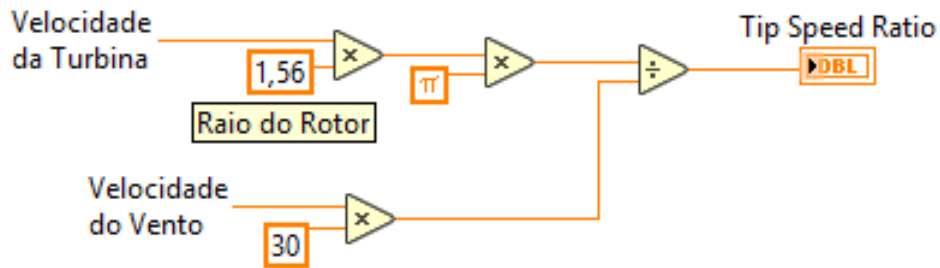 Velocidade
da Turbina
×
1,56
Raio do Rotor
×
π
÷
Tip Speed Ratio
DBL
Velocidade
do Vento
×
30